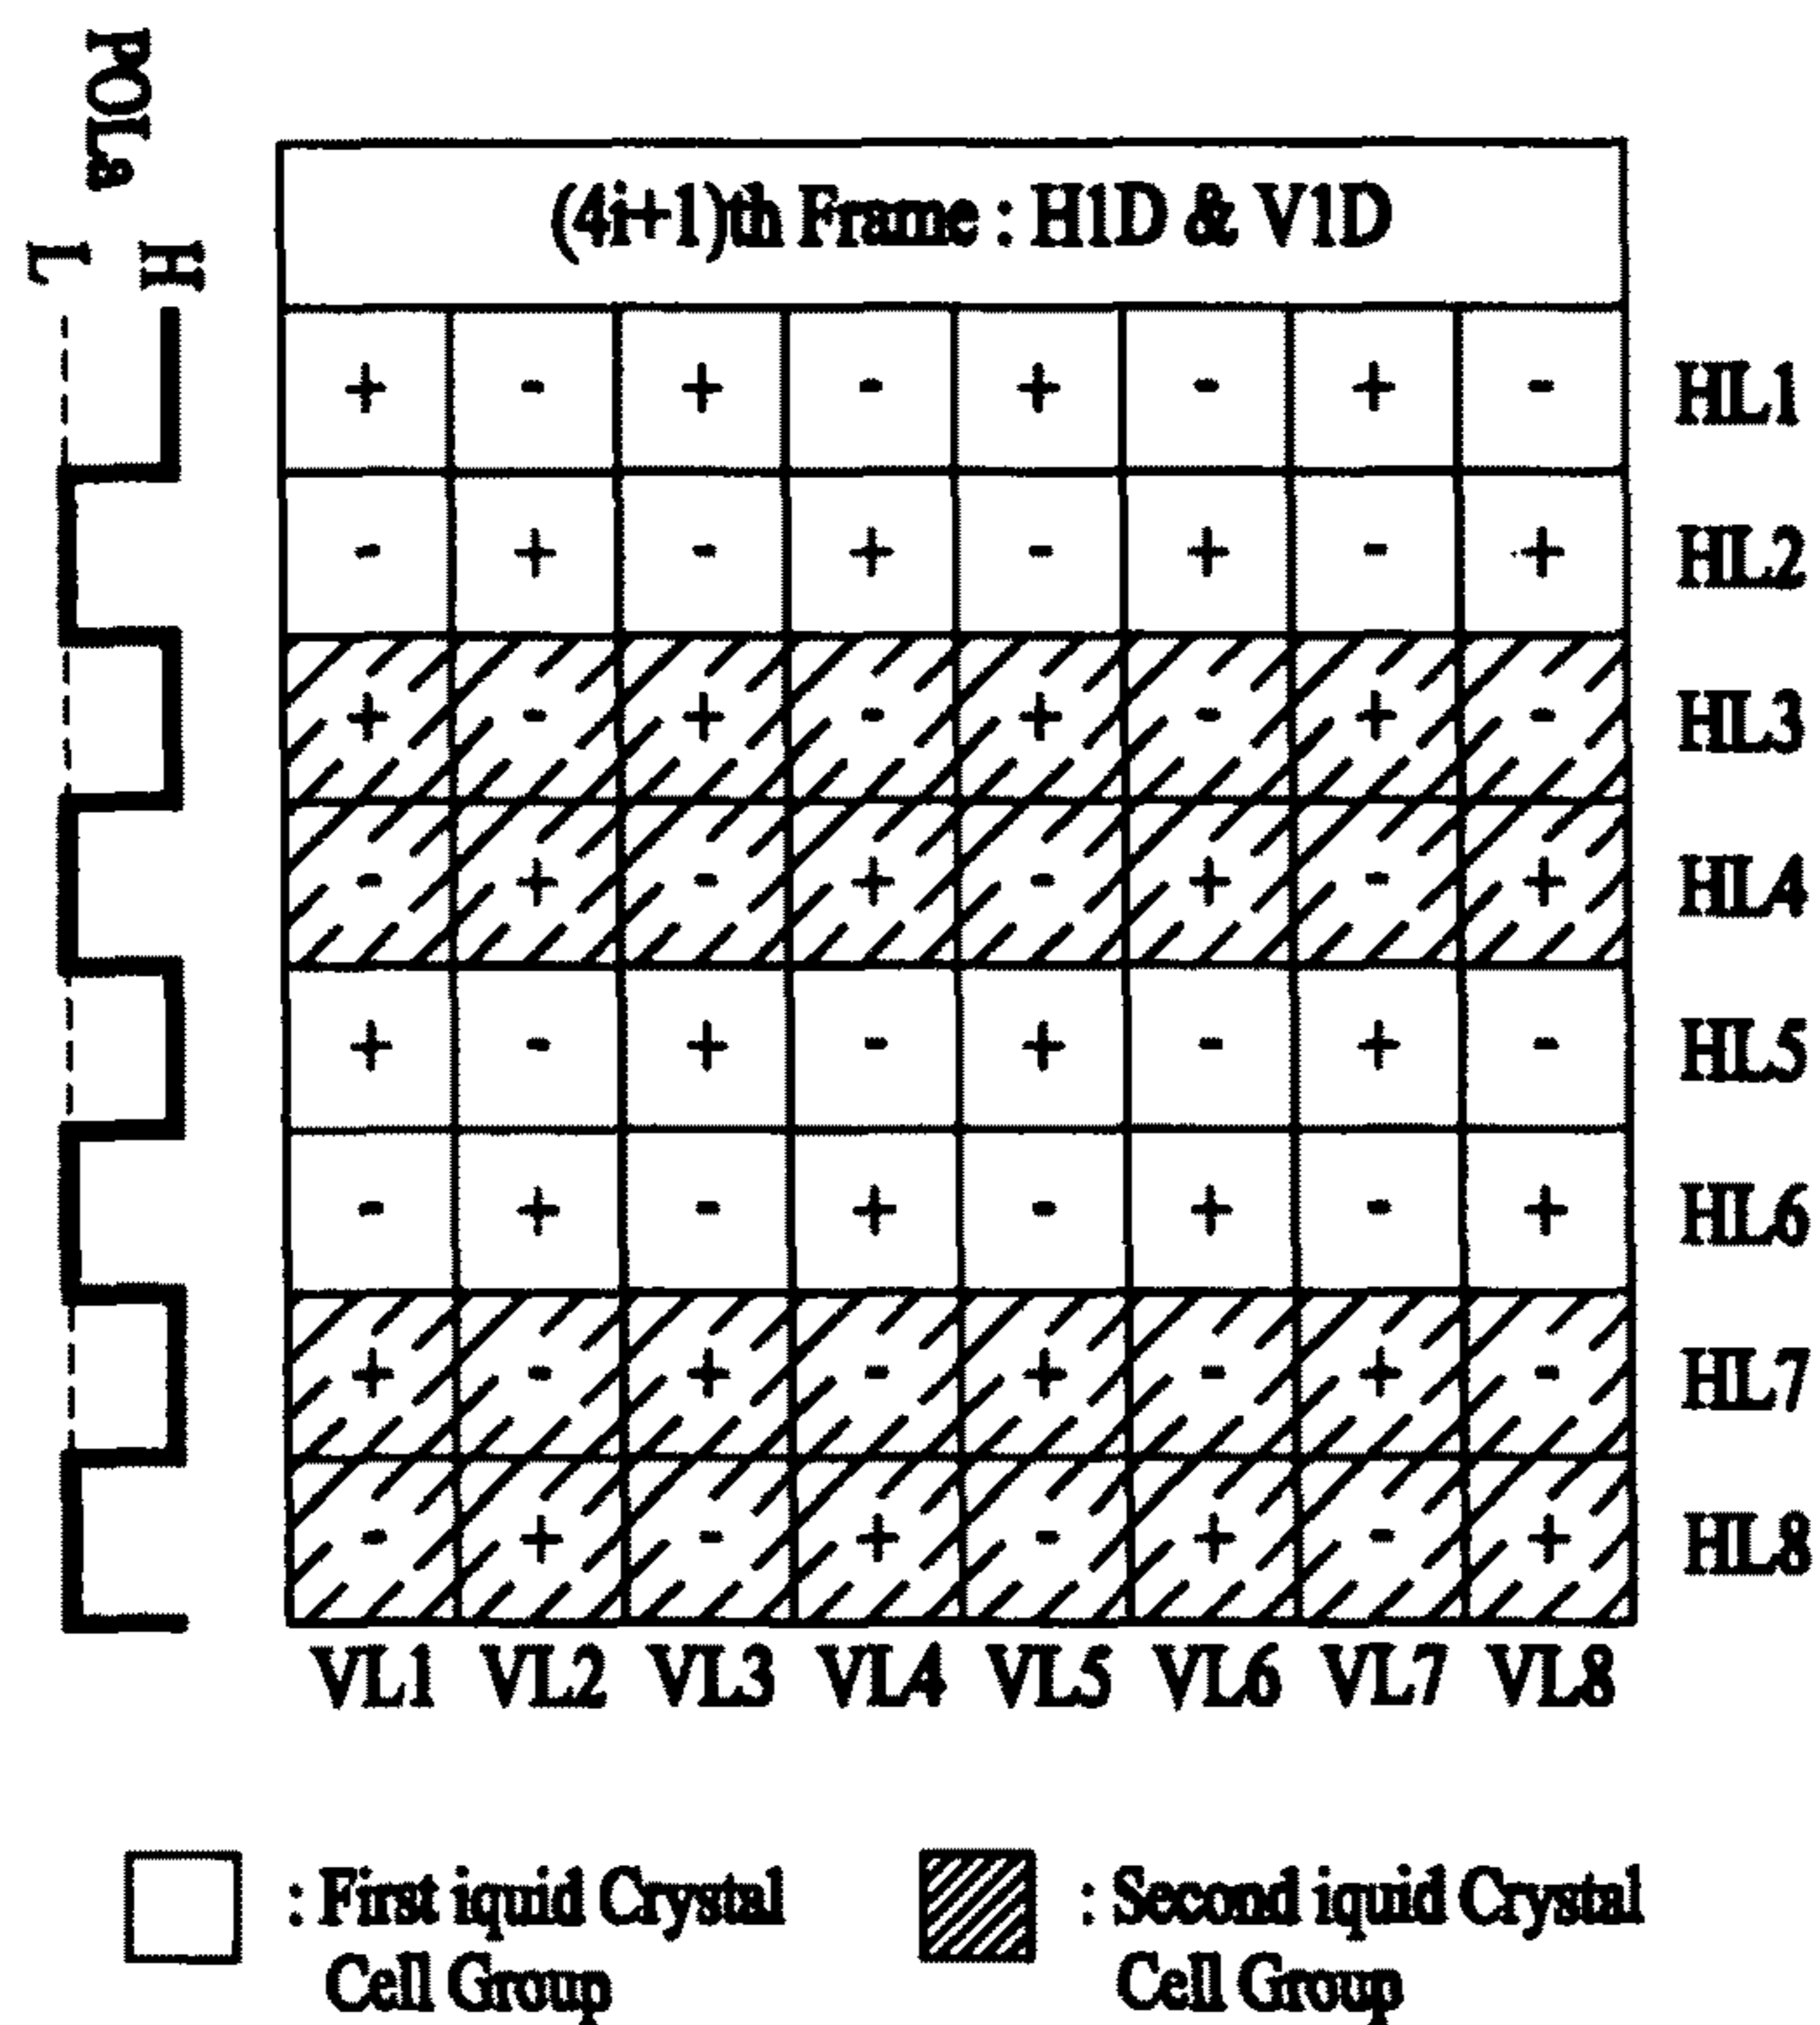 POLa
L H
(4i+1)th Frame : H1D & V1D
+ - + - + - + - HL1
- + - + - + - + HL2
+ - + - + - + - HL3
- + - + - + - + HL4
+ - + - + - + - HL5
- + - + - + - + HL6
+ - + - + - + - HL7
- + - + - + - + HL8
VL1 VL2 VL3 VL4 VL5 VL6 VL7 VL8
: First iquid Crystal
Cell Group
: Second iquid Crystal
Cell Group